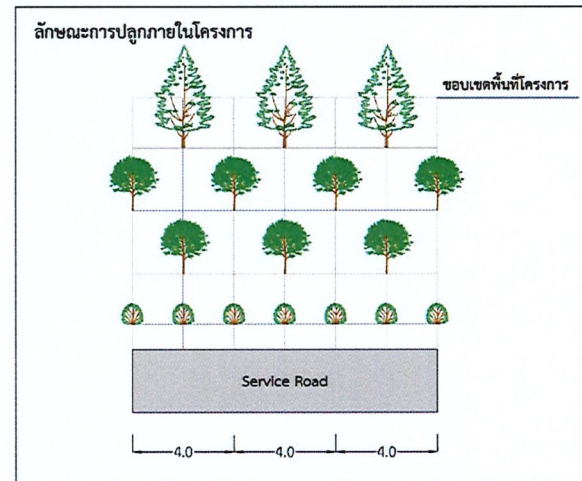 ลักษณะการปลูกภายในโครงการ
ขอบเขตพื้นที่โครงการ
Service Road
4.0 4.0 4.0